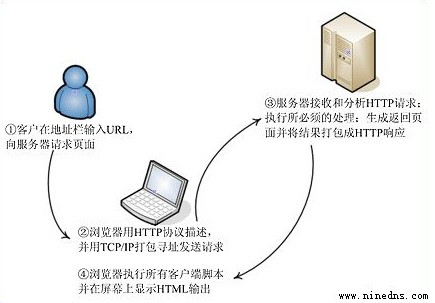 ①客户在地址栏输入URL,
向服务器请求页面
②浏览器用HTTP协议描述,
并用TCP/IP打包寻址发送请求
③服务器接收和分析HTTP请求;
执行所必须的处理; 生成返回页
面并将结果打包成HTTP响应
④浏览器执行所有客户端脚本
并在屏幕上显示HTML输出
www.ninedns.com